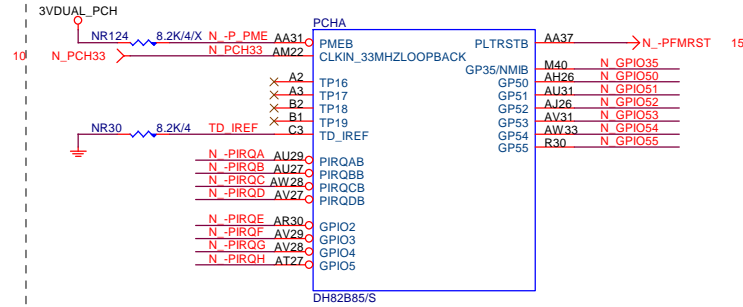 3VDUAL_PCH
PCHA
NR124 8.2K/4/X N_-P_PME AA31 PMEB PLTRSTB AA37 N_-PFMRST 15
10 N_PCH33 N_PCH33 AM22 CLKIN_33MHZLOOPBACK
GP35/NMIB M40 N_GPIO35
A2 TP16 GP50 AH26 N_GPIO50
A3 TP17 GP51 AU31 N_GPIO51
B2 TP18 GP52 AJ26 N_GPIO52
B1 TP19 GP53 AV31 N_GPIO53
NR30 8.2K/4 TD_IREF C3 TD_IREF GP54 AW33 N_GPIO54
GP55 R30 N_GPIO55
N_-PIRQA AU29 PIRQAB
N_-PIRQB AU27 PIRQBB
N_-PIRQC AW28 PIRQCB
N_-PIRQD AV27 PIRQDB
N_-PIRQE AR30 GPIO2
N_-PIRQF AV29 GPIO3
N_-PIRQG AV28 GPIO4
N_-PIRQH AT27 GPIO5
DH82B85/S